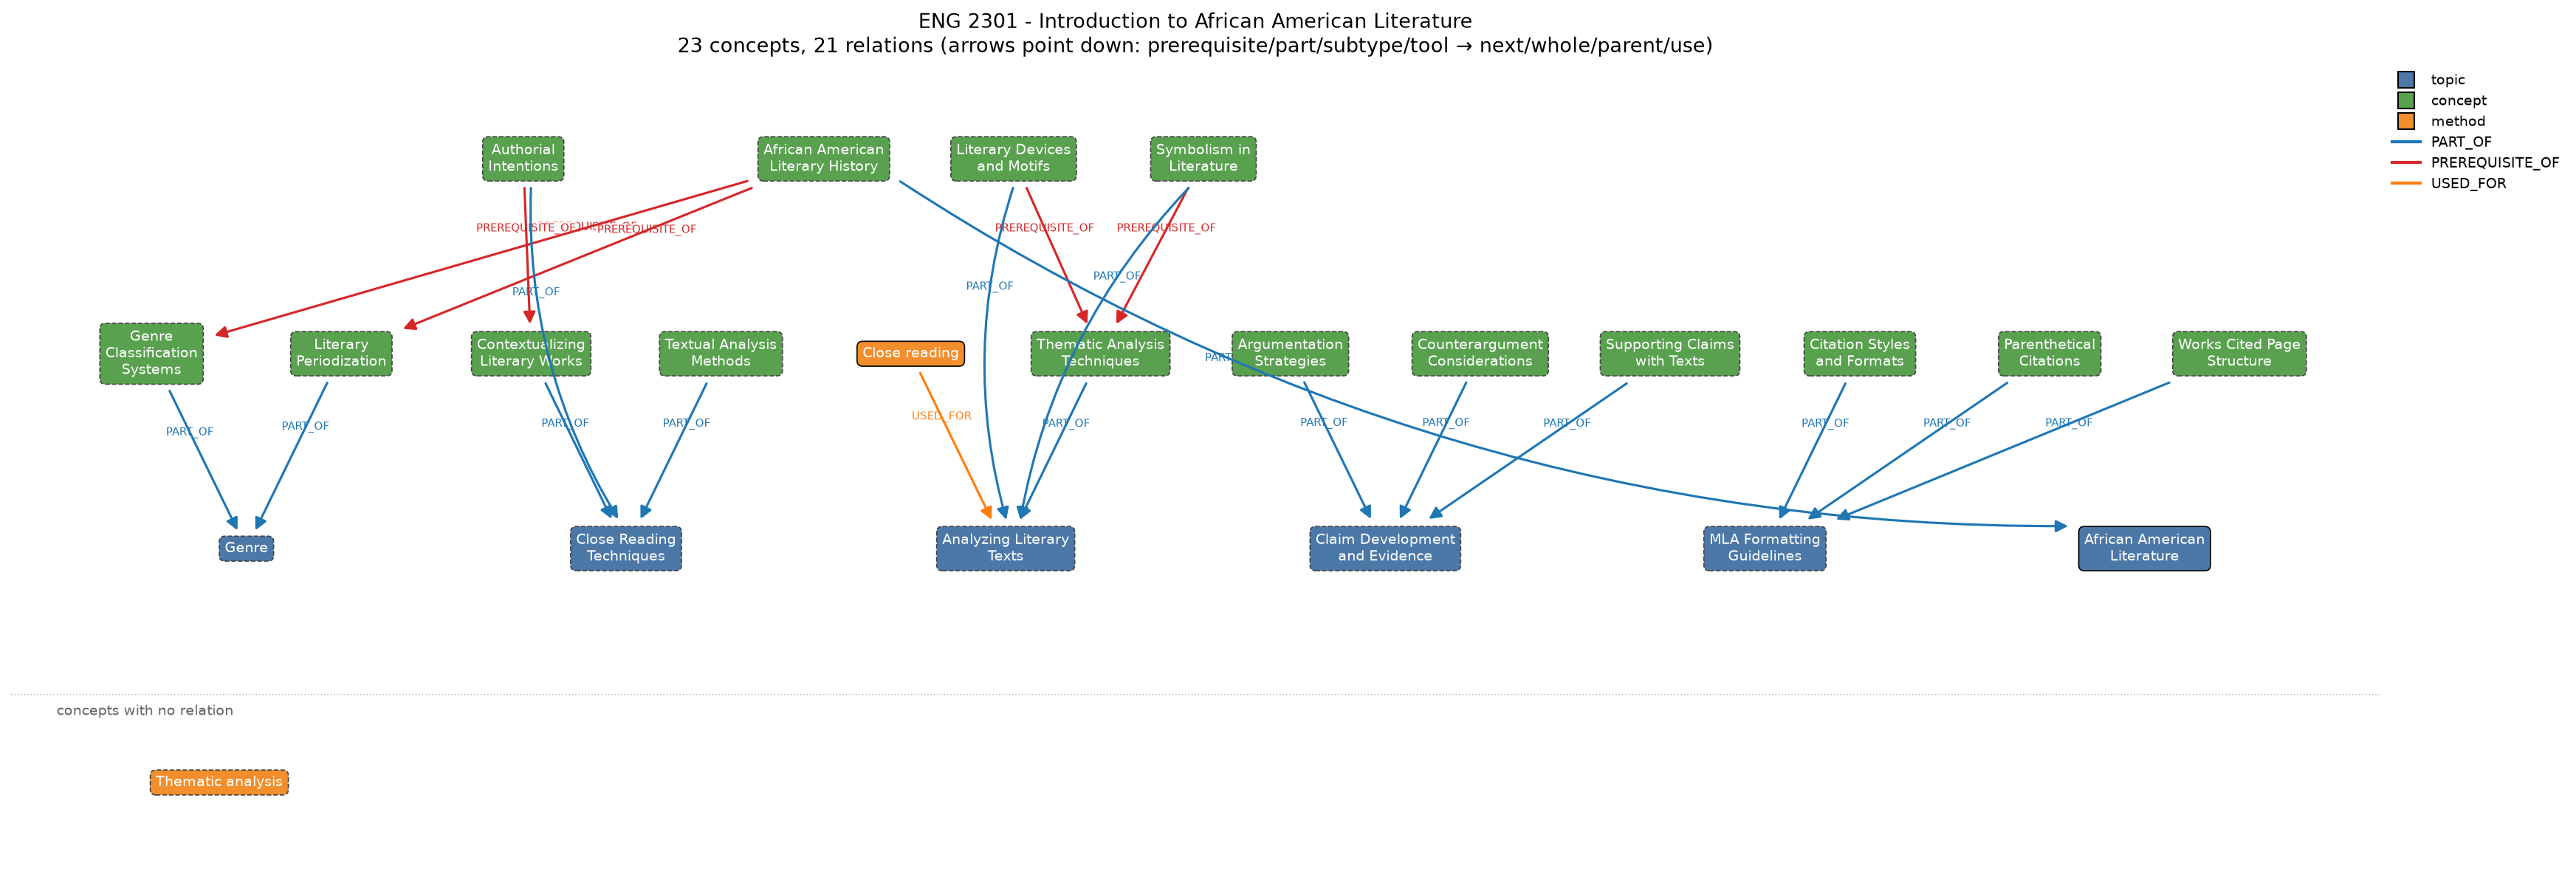 ENG 2301 - Introduction to African American Literature
23 concepts, 21 relations (arrows point down: prerequisite/part/subtype/tool → next/whole/parent/use)
topic
concept
method
PART_OF
PREREQUISITE_OF
USED_FOR
Authorial
Intentions
African American
Literary History
Literary Devices
and Motifs
Symbolism in
Literature
PREREQUISITE_OF
PREREQUISITE_OF
PREREQUISITE_OF
PREREQUISITE_OF
PART_OF
PART_OF
PART_OF
Genre
Classification
Systems
Literary
Periodization
Contextualizing
Literary Works
Textual Analysis
Methods
Close reading
Thematic Analysis
Techniques
Argumentation
Strategies
Counterargument
Considerations
Supporting Claims
with Texts
Citation Styles
and Formats
Parenthetical
Citations
Works Cited Page
Structure
PART_OF
PART_OF
PART_OF
PART_OF
USED_FOR
PART_OF
PART_OF
PART_OF
PART_OF
PART_OF
PART_OF
PART_OF
Genre
Close Reading
Techniques
Analyzing Literary
Texts
Claim Development
and Evidence
MLA Formatting
Guidelines
African American
Literature
concepts with no relation
Thematic analysis